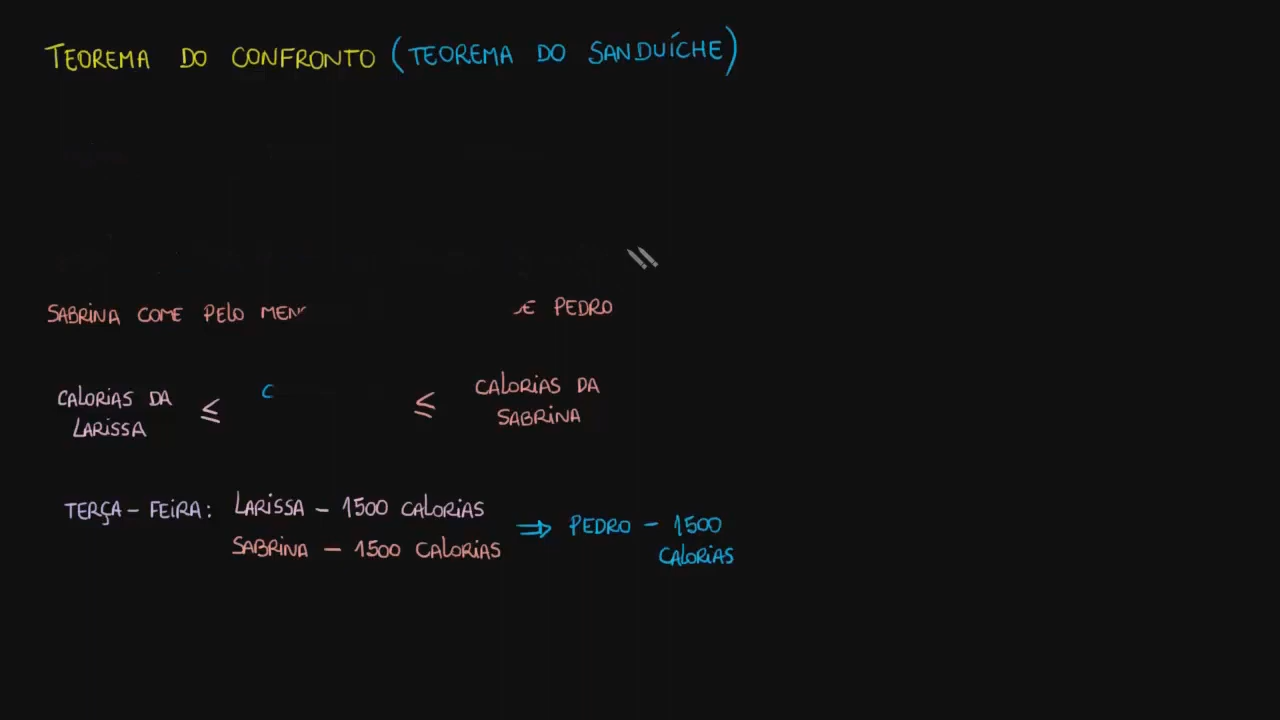 TEOREMA DO CONFRONTO (TEOREMA DO SANDUÍCHE)
SABRINA COME PELO E PEDRO
CALORIAS DA LARISSA ≤ C ≤ CALORIAS DA SABRINA
TERÇA-FEIRA: LARISSA - 1500 CALORIAS
SABRINA - 1500 CALORIAS
⇒ PEDRO - 1500
CALORIAS